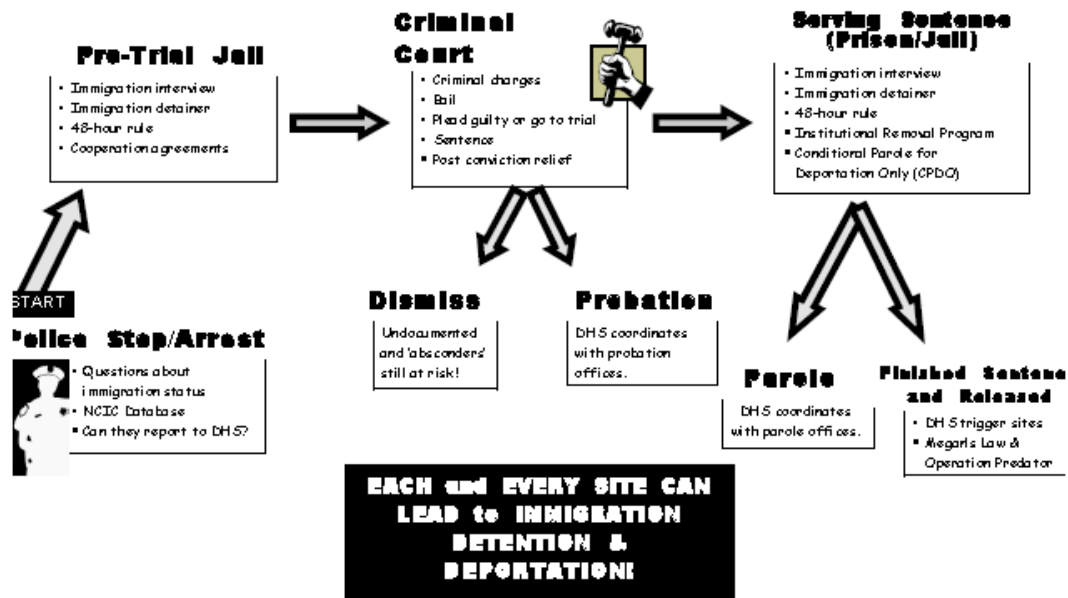 START
Police Stop/Arrest
• Questions about
immigration status
• NCIC Database
▪ Can they report to DHS?
Pre-Trial Jail
• Immigration interview
• Immigration detainer
• 48-hour rule
• Cooperation agreements
Criminal
Court
• Criminal charges
• Bail
• Plead guilty or go to trial
• Sentence
▪ Post conviction relief
Dismiss
Undocumented
and 'absconders'
still at risk!
Probation
DHS coordinates
with probation
offices.
Serving Sentence
(Prison/Jail)
• Immigration interview
• Immigration detainer
• 48-hour rule
▪ Institutional Removal Program
▪ Conditional Parole for
Deportation Only (CPDO)
Parole
DHS coordinates
with parole offices.
Finished Sentence
and Released
• DHS trigger sites
▪ Megan's Law &
Operation Predator
EACH and EVERY SITE CAN
LEAD to IMMIGRATION
DETENTION &
DEPORTATION!